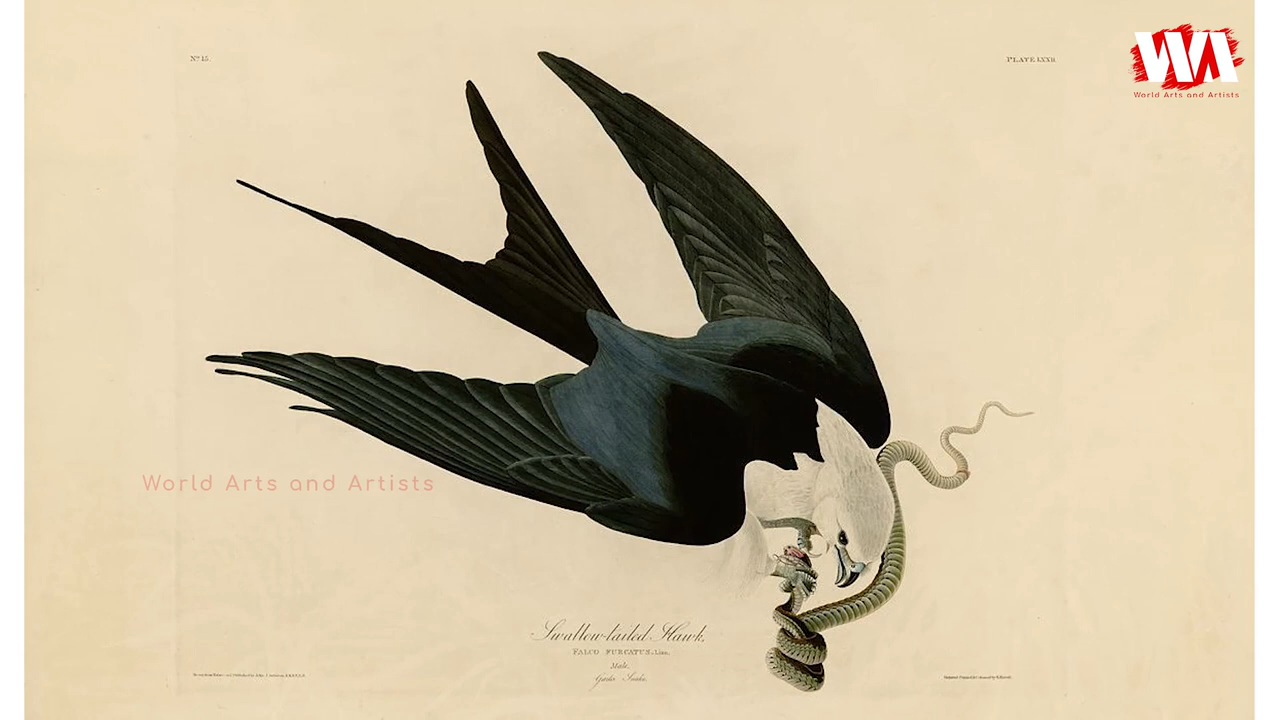 Nº 15.
PLATE LXXII.
WA
World Arts and Artists
World Arts and Artists
Swallow-tailed Hawk,
FALCO FURCATUS, Linn.
Male.
Garter Snake.